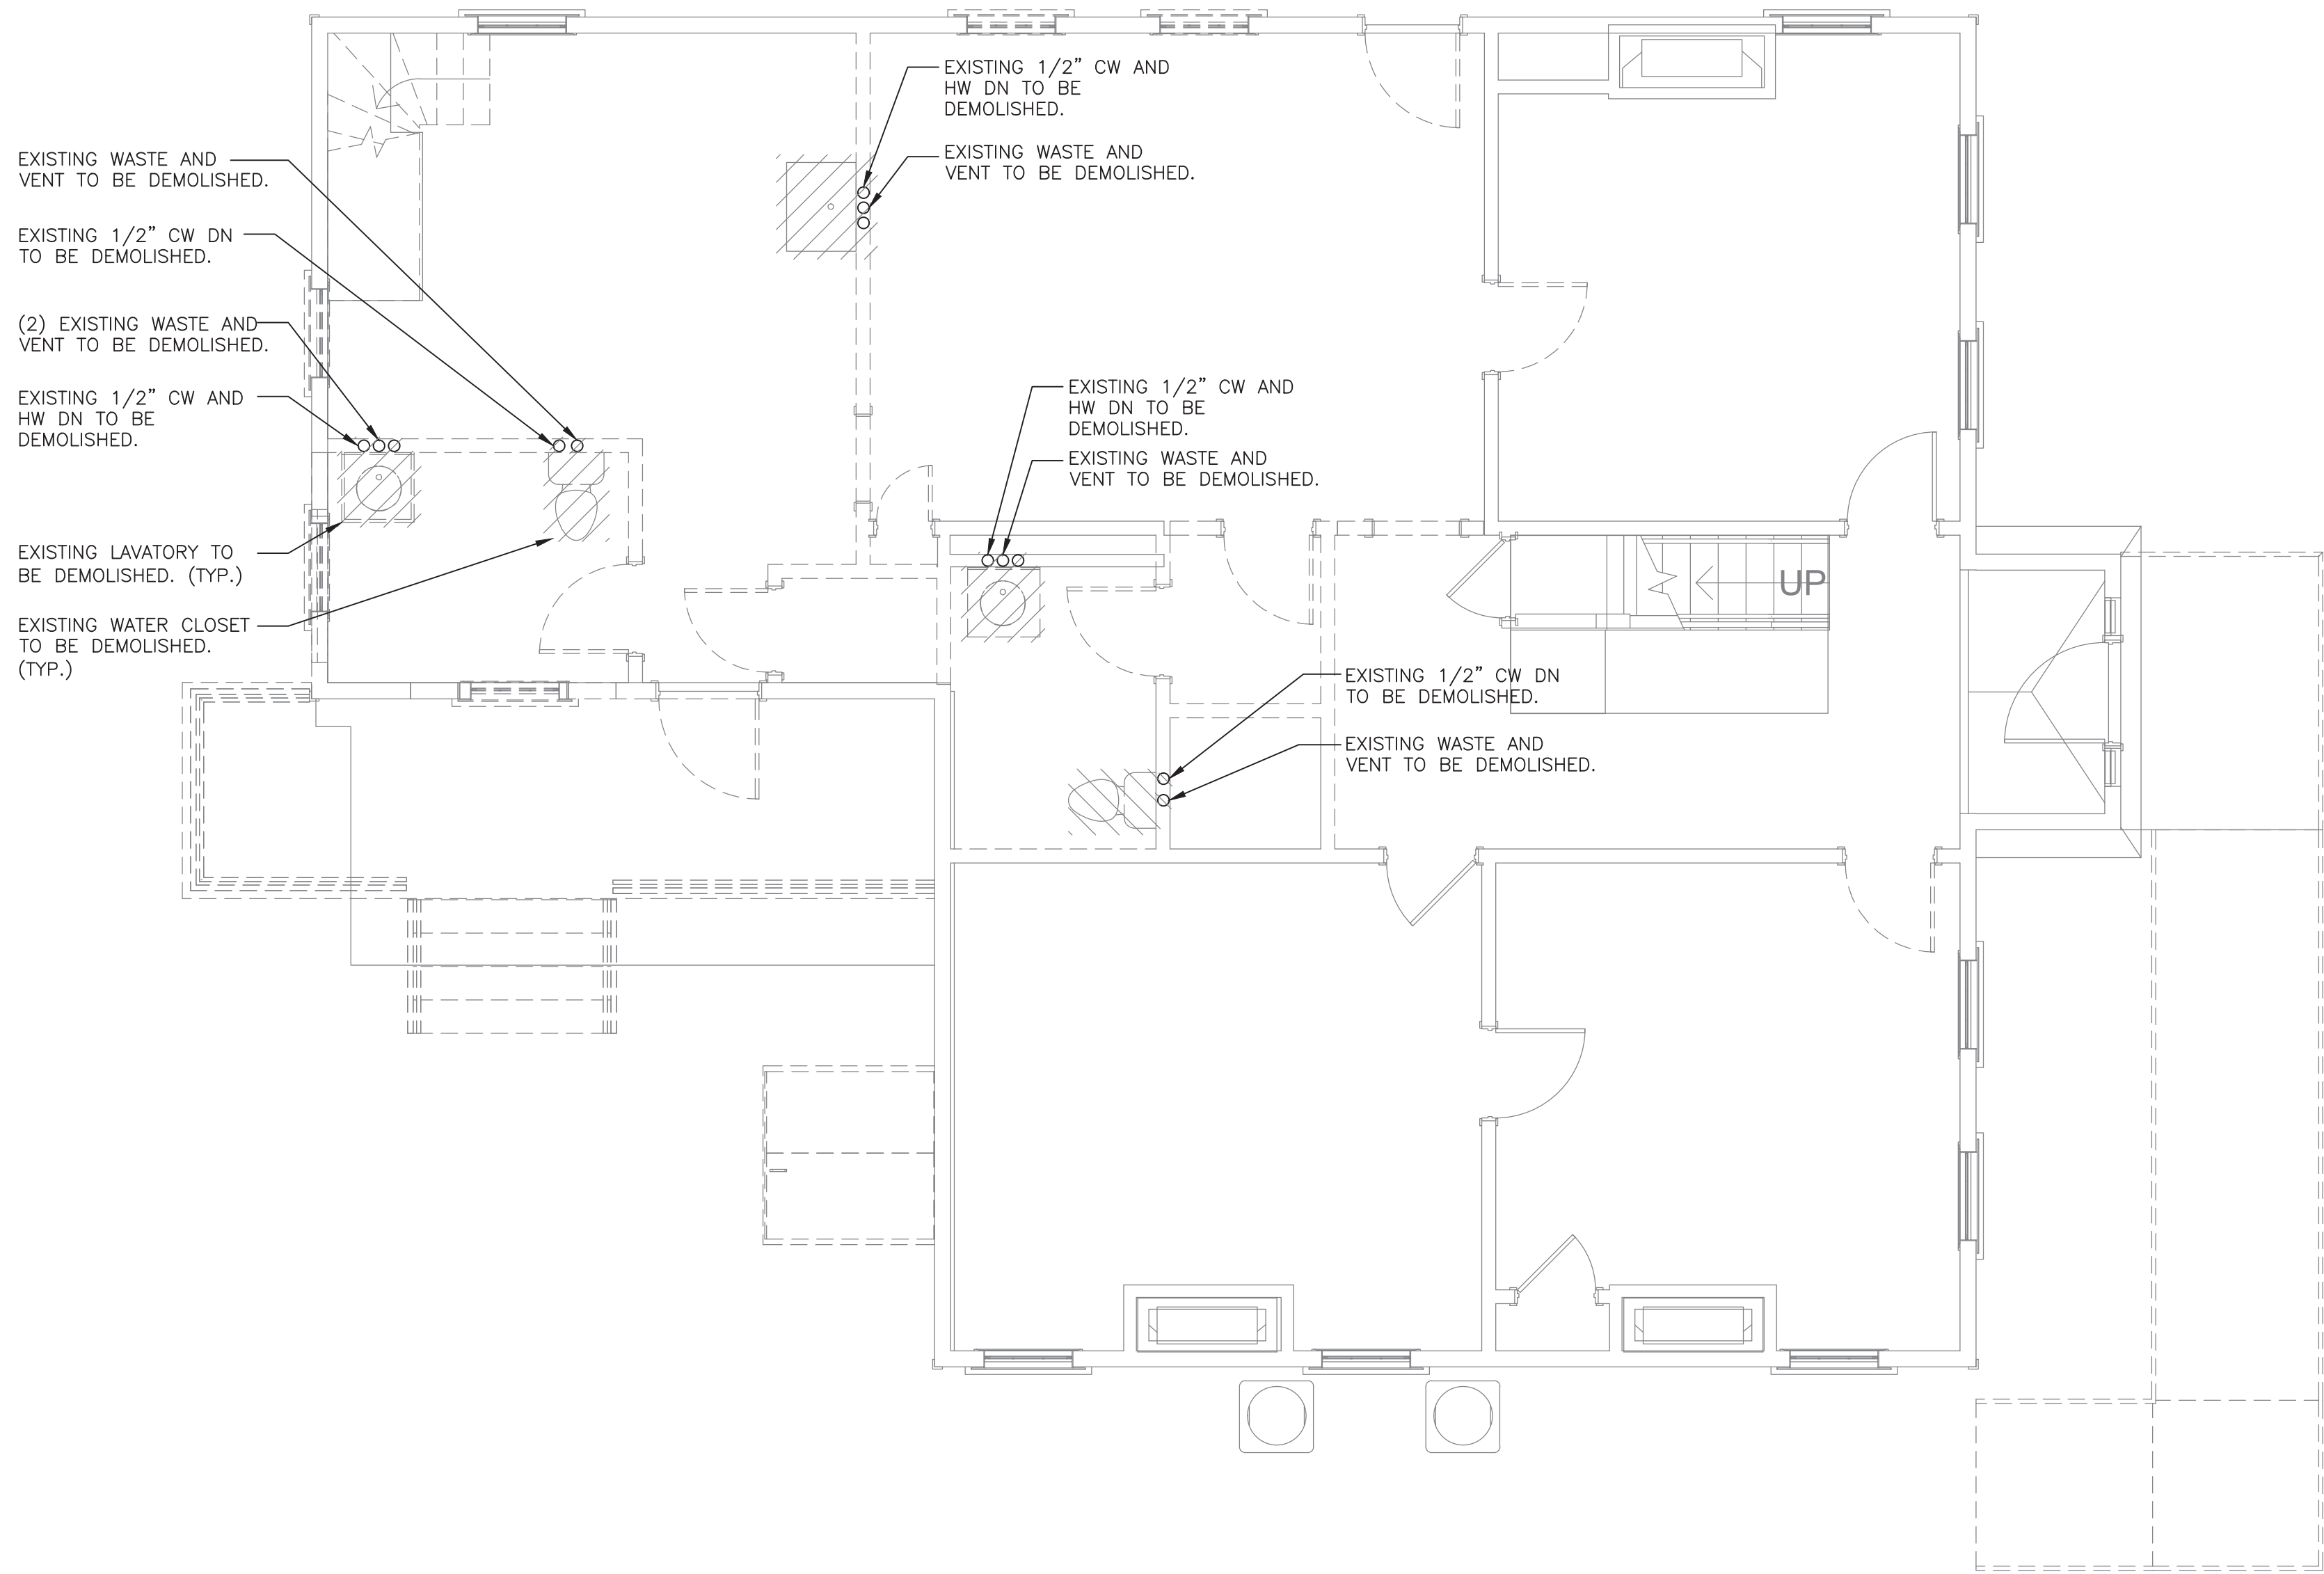 EXISTING 1/2” CW AND
HW DN TO BE
DEMOLISHED.
EXISTING WASTE AND
VENT TO BE DEMOLISHED.
EXISTING WASTE AND
VENT TO BE DEMOLISHED.
EXISTING 1/2” CW DN
TO BE DEMOLISHED.
(2) EXISTING WASTE AND
VENT TO BE DEMOLISHED.
EXISTING 1/2” CW AND
HW DN TO BE
DEMOLISHED.
EXISTING 1/2” CW AND
HW DN TO BE
DEMOLISHED.
EXISTING WASTE AND
VENT TO BE DEMOLISHED.
EXISTING LAVATORY TO
BE DEMOLISHED. (TYP.)
UP
EXISTING WATER CLOSET
TO BE DEMOLISHED.
(TYP.)
EXISTING 1/2” CW DN
TO BE DEMOLISHED.
EXISTING WASTE AND
VENT TO BE DEMOLISHED.